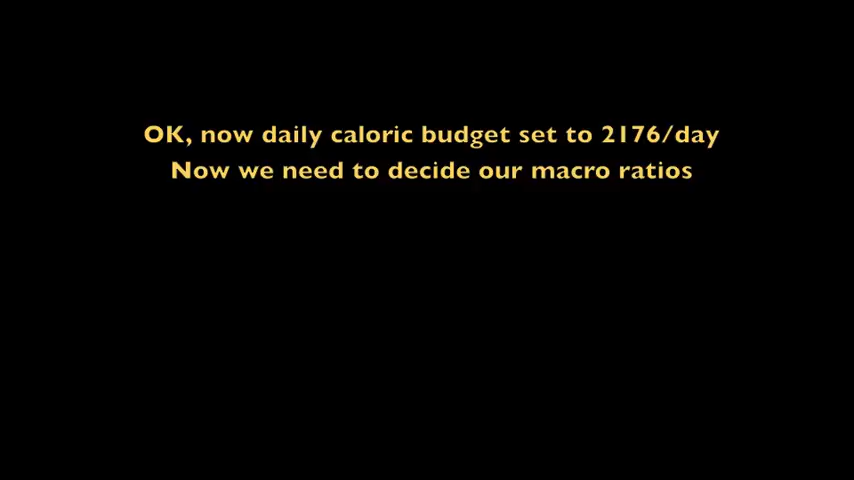 OK, now daily caloric budget set to 2176/day
Now we need to decide our macro ratios